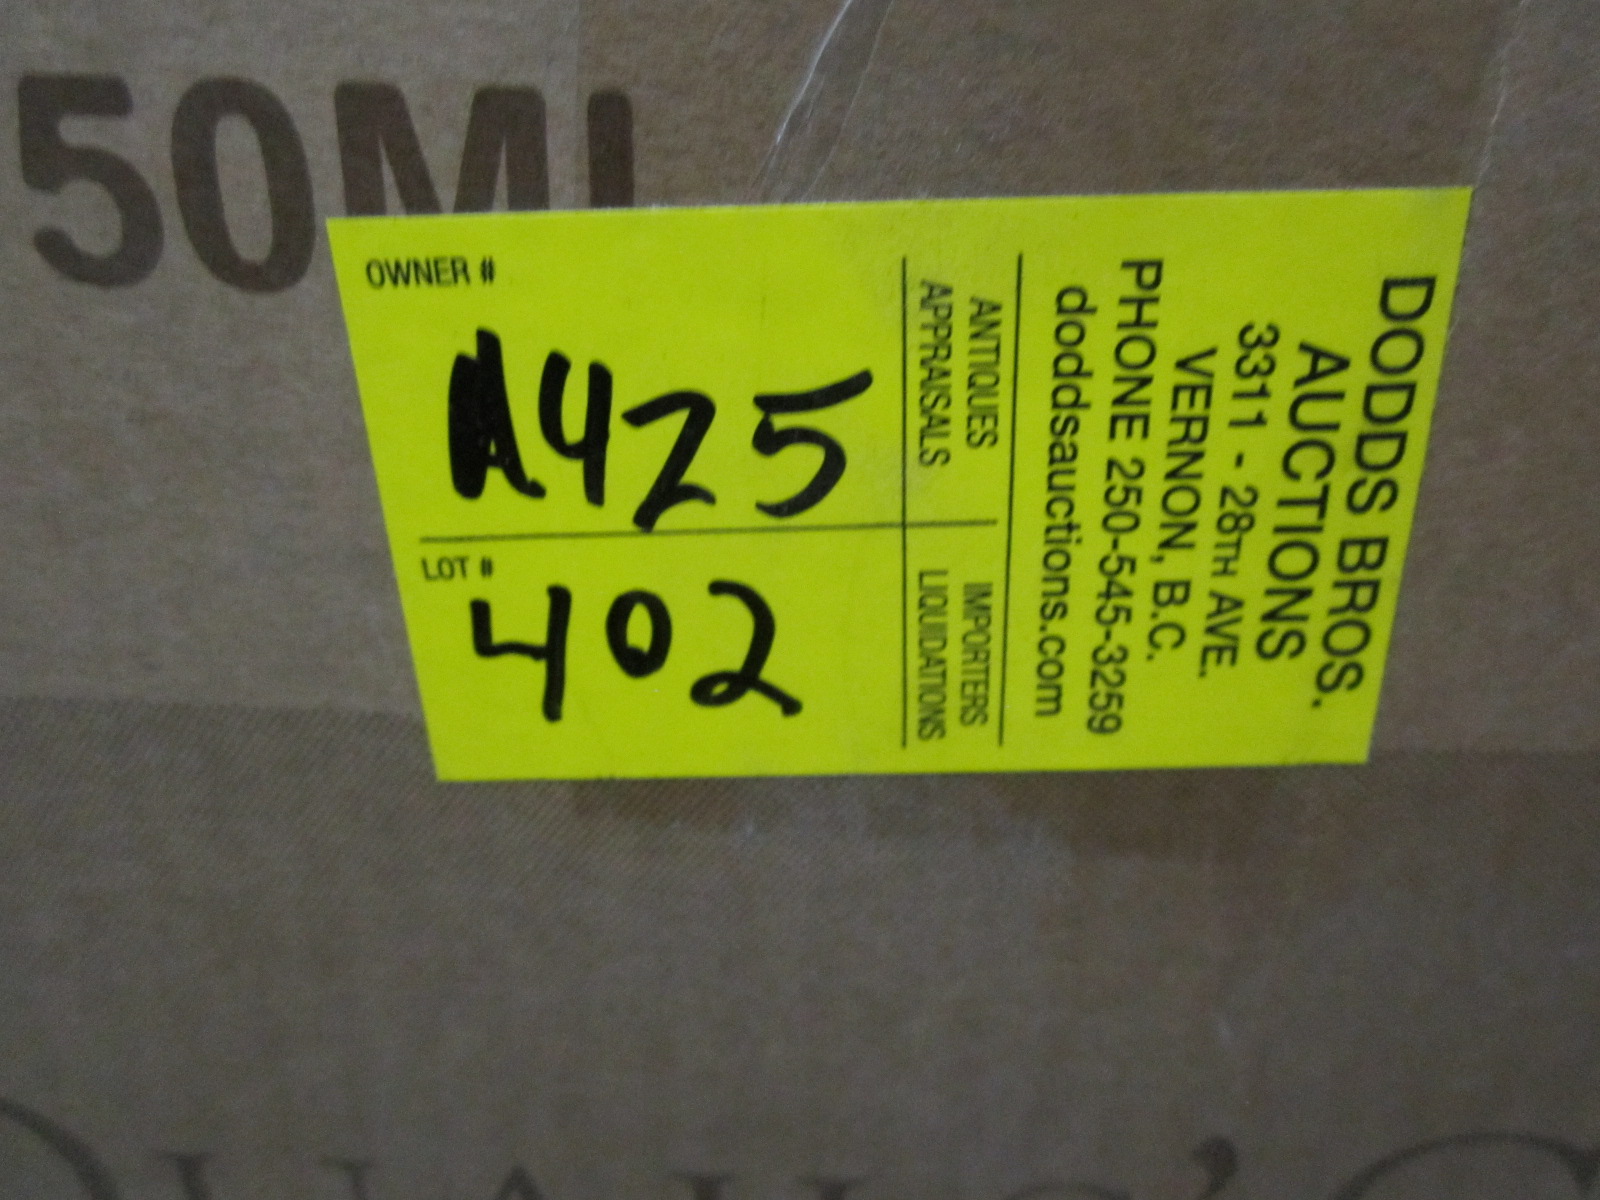 50ML
OWNER #
A425
LOT #
402
DODDS BROS.
AUCTIONS
3311 - 28TH AVE.
VERNON, B.C.
PHONE 250-545-3259
doddsauctions.com
ANTIQUES
APPRAISALS
IMPORTERS
LIQUIDATIONS